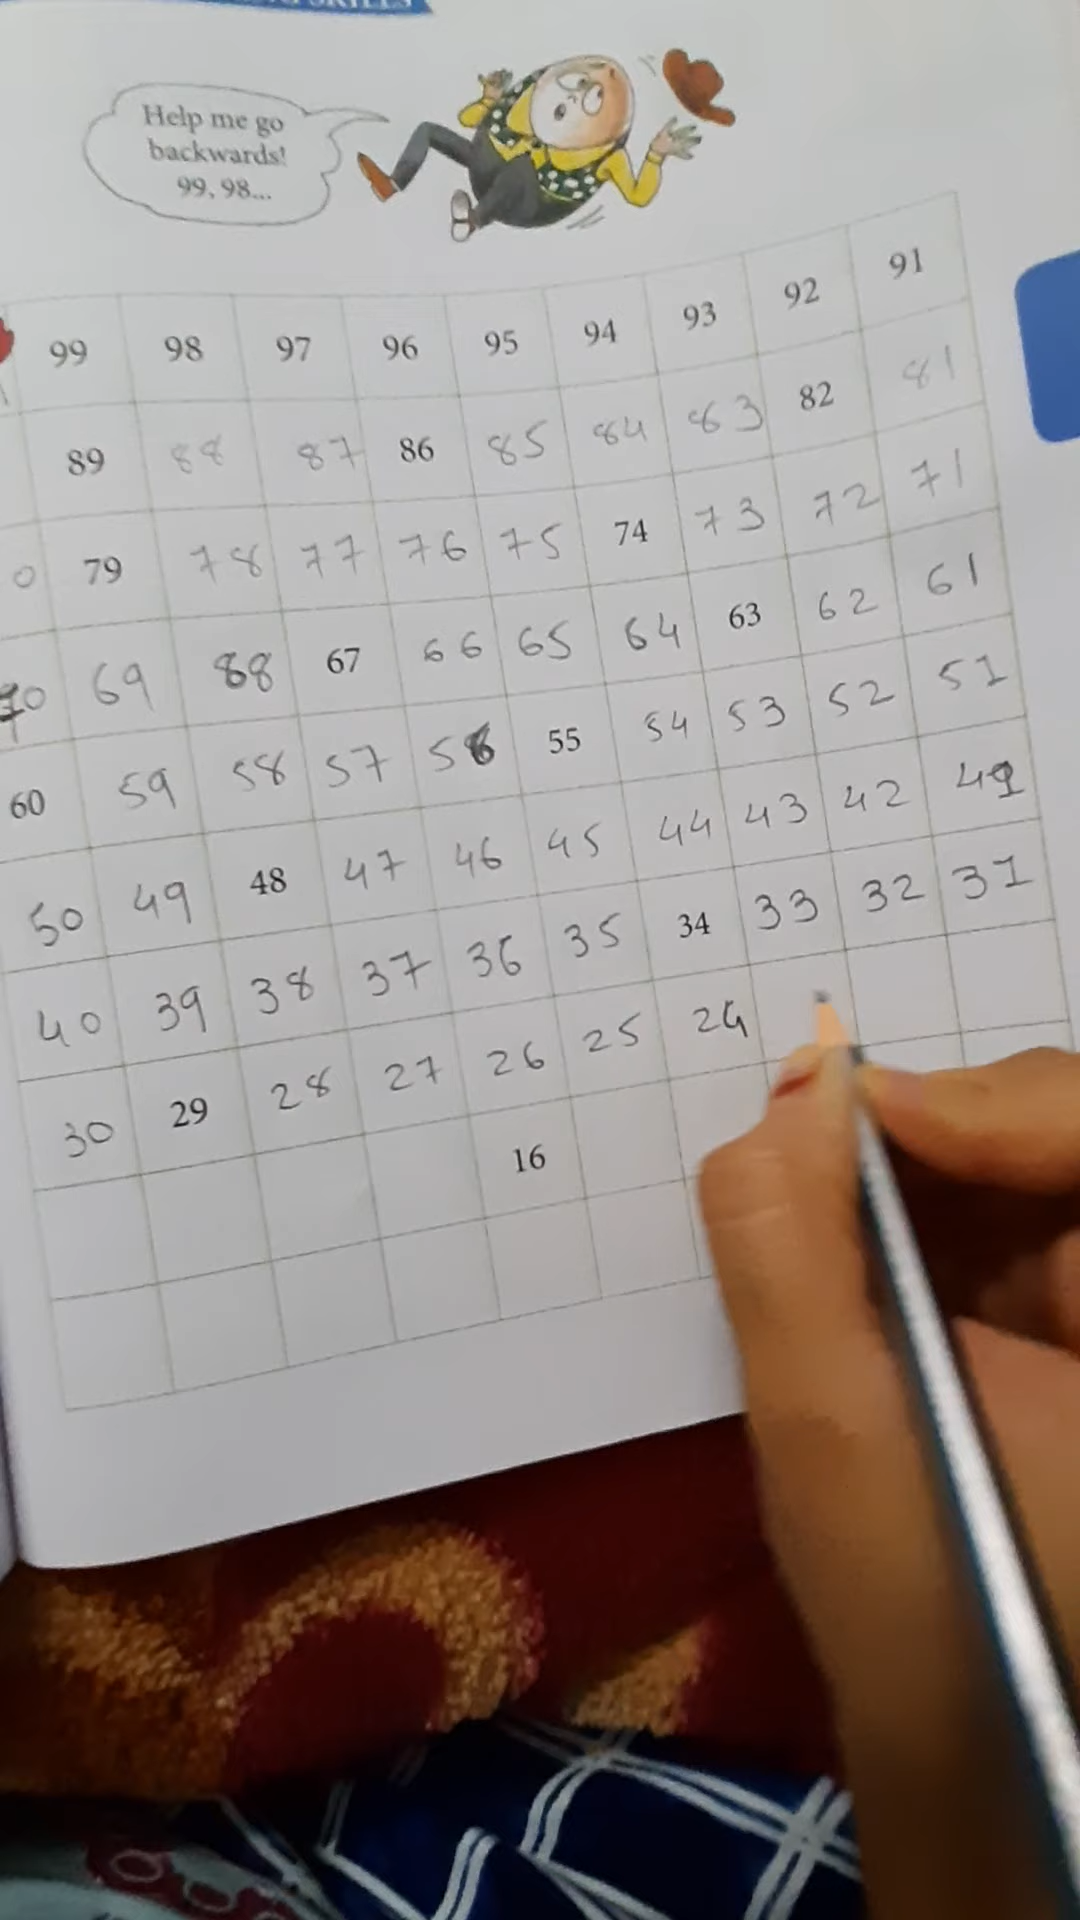 Help me go
backwards!
99, 98...
99 98 97 96 95 94 93 92 91
89 88 87 86 85 84 83 82 81
0 79 78 77 76 75 74 73 72 71
70 69 88 67 66 65 64 63 62 61
60 59 58 57 56 55 54 53 52 51
50 49 48 47 46 45 44 43 42 41
40 39 38 37 36 35 34 33 32 31
30 29 28 27 26 25 24
16